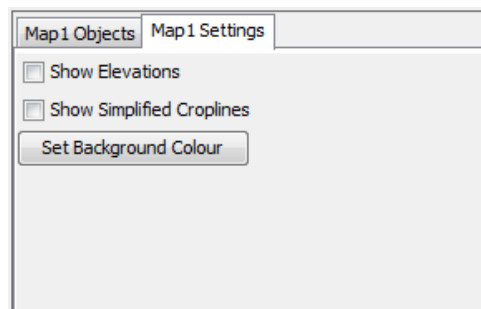 Map1 Objects Map1 Settings
Show Elevations
Show Simplified Croplines
Set Background Colour